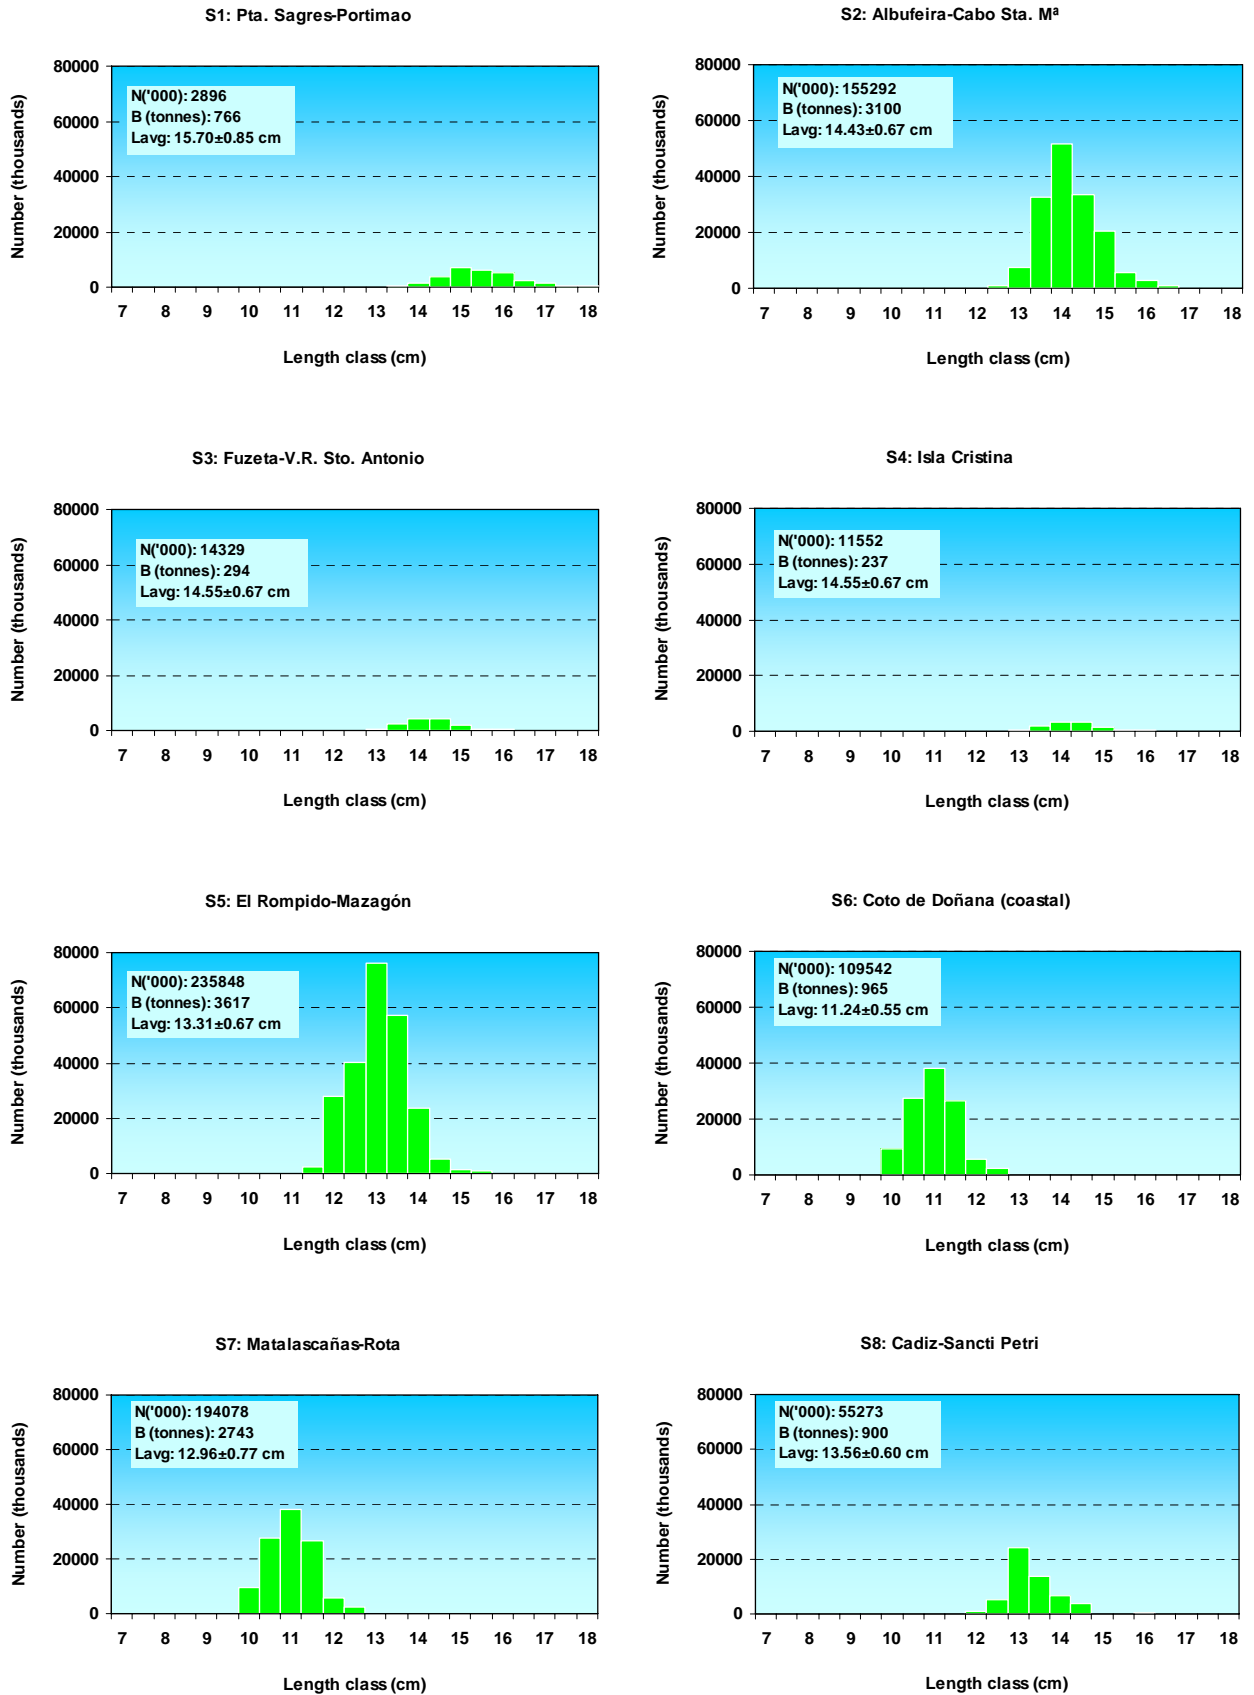 S1: Pta. Sagres-Portimao
80000
60000
40000
20000
0
Number (thousands)
N('000): 2896
B (tonnes): 766
Lavg: 15.70±0.85 cm
7 8 9 10 11 12 13 14 15 16 17 18
Length class (cm)
S2: Albufeira-Cabo Sta. Mª
80000
60000
40000
20000
0
Number (thousands)
N('000): 155292
B (tonnes): 3100
Lavg: 14.43±0.67 cm
7 8 9 10 11 12 13 14 15 16 17 18
Length class (cm)
S3: Fuzeta-V.R. Sto. Antonio
80000
60000
40000
20000
0
Number (thousands)
N('000): 14329
B (tonnes): 294
Lavg: 14.55±0.67 cm
7 8 9 10 11 12 13 14 15 16 17 18
Length class (cm)
S4: Isla Cristina
80000
60000
40000
20000
0
Number (thousands)
N('000): 11552
B (tonnes): 237
Lavg: 14.55±0.67 cm
7 8 9 10 11 12 13 14 15 16 17 18
Length class (cm)
S5: El Rompido-Mazagón
80000
60000
40000
20000
0
Number (thousands)
N('000): 235848
B (tonnes): 3617
Lavg: 13.31±0.67 cm
7 8 9 10 11 12 13 14 15 16 17 18
Length class (cm)
S6: Coto de Doñana (coastal)
80000
60000
40000
20000
0
Number (thousands)
N('000): 109542
B (tonnes): 965
Lavg: 11.24±0.55 cm
7 8 9 10 11 12 13 14 15 16 17 18
Length class (cm)
S7: Matalascañas-Rota
80000
60000
40000
20000
0
Number (thousands)
N('000): 194078
B (tonnes): 2743
Lavg: 12.96±0.77 cm
7 8 9 10 11 12 13 14 15 16 17 18
Length class (cm)
S8: Cadiz-Sancti Petri
80000
60000
40000
20000
0
Number (thousands)
N('000): 55273
B (tonnes): 900
Lavg: 13.56±0.60 cm
7 8 9 10 11 12 13 14 15 16 17 18
Length class (cm)